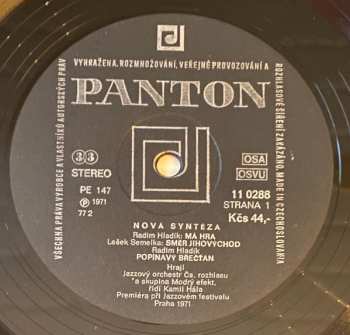 VYHRAŽENA. ROZMNOŽOVÁNÍ, VEŘEJNÉ PROVOZOVÁNÍ A
ROZHLASOVÉ ŠÍŘENÍ ZAKÁZÁNO. MADE IN CZECHOSLOVAKIA
VŠECHNA PRÁVA VÝROBCE A VLASTNÍKŮ AUTORSKÝCH PRÁV
PANTON
33
STEREO
PE 147
Ⓟ 1971
77 2
OSA
OSVU
11 0288
STRANA 1
Kčs 44,-
NOVÁ SYNTÉZA
Radim Hladík: MÁ HRA
Lešek Semelka: SMĚR JIHOVÝCHOD
Radim Hladík:
POPÍNAVÝ BŘEČŤAN
Hrají
Jazzový orchestr Čs. rozhlasu
a skupina Modrý efekt,
řídí Kamil Hála
Premiéra při Jazzovém festivalu
Praha 1971